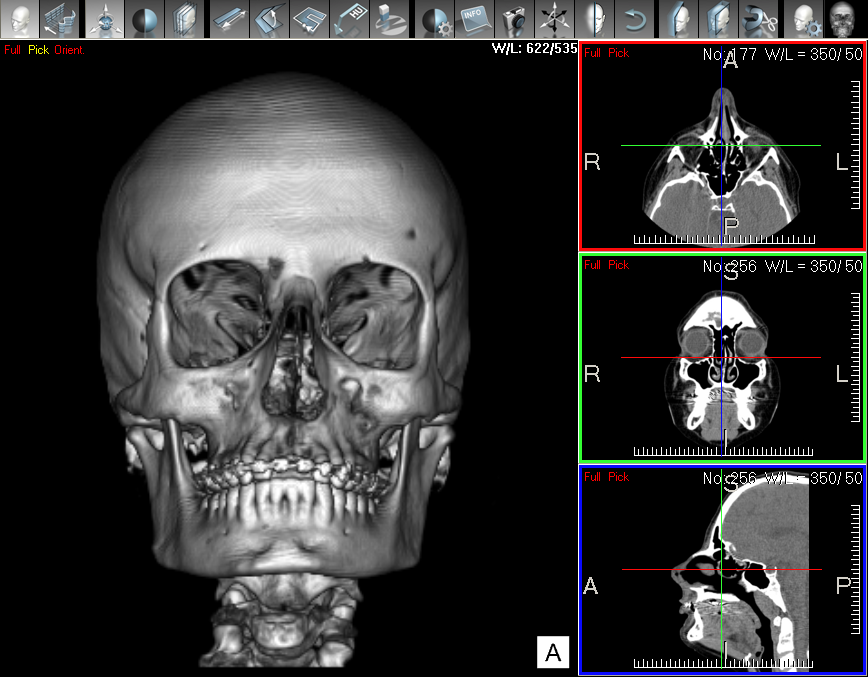 HU
INFO
Full Pick Orient
W/L: 622/535
A
Full Pick
No: 177 W/L = 350/ 50
A
R
L
P
Full Pick
No: 256 W/L = 350/ 50
S
R
L
I
Full Pick
No: 256 W/L = 350/ 50
S
A
P
I